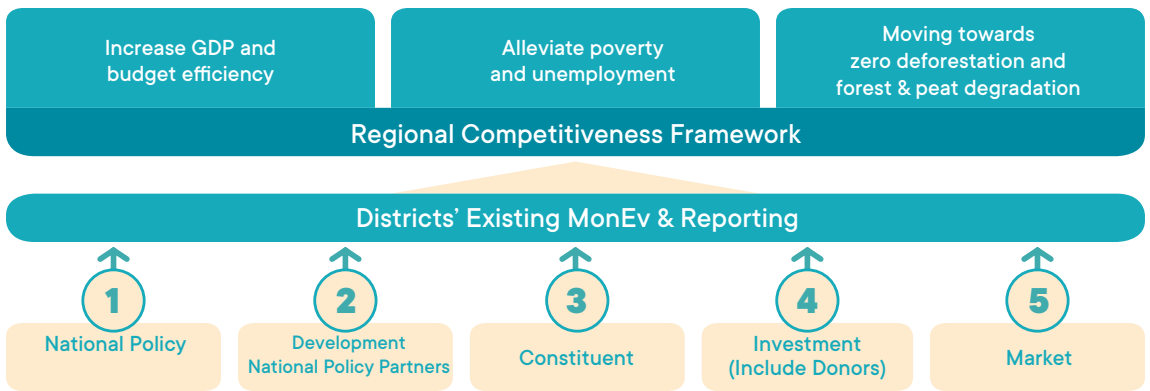 Increase GDP and
budget efficiency
Alleviate poverty
and unemployment
Moving towards
zero deforestation and
forest & peat degradation
Regional Competitiveness Framework
Districts’ Existing MonEv & Reporting
1
National Policy
2
Development
National Policy Partners
3
Constituent
4
Investment
(Include Donors)
5
Market